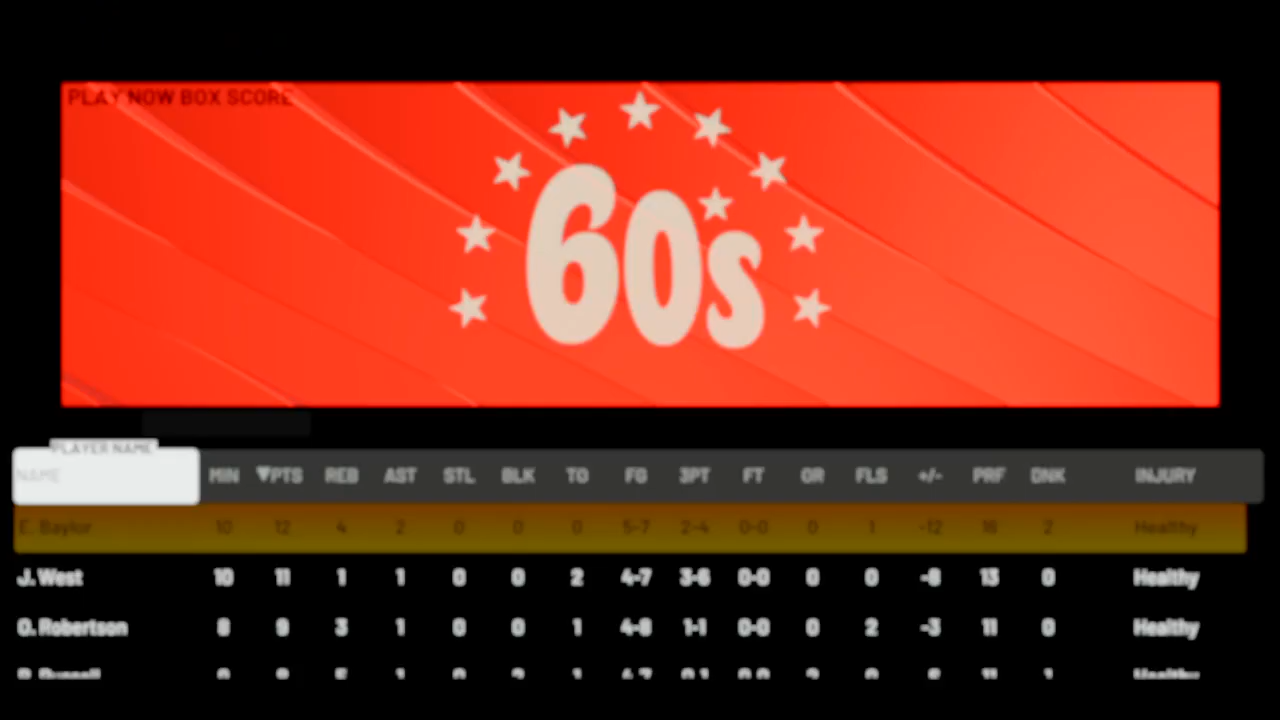 PLAY NOW BOX SCORE
60s
PLAYER NAME
NAME MIN ▼PTS REB AST STL BLK TO FG 3PT FT OR FLS +/- PRF DNK INJURY
E. Baylor 10 12 4 2 0 0 0 5-7 2-4 0-0 0 1 -12 16 2 Healthy
J. West 10 11 1 1 0 0 2 4-7 3-6 0-0 0 0 -8 13 0 Healthy
O. Robertson 8 9 3 1 0 0 1 4-8 1-1 0-0 0 2 -3 11 0 Healthy